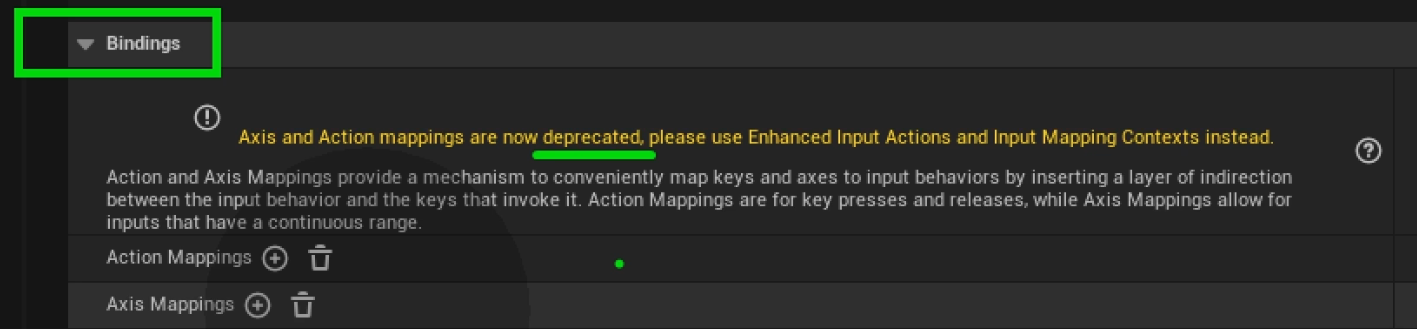 Bindings
Axis and Action mappings are now deprecated, please use Enhanced Input Actions and Input Mapping Contexts instead.
Action and Axis Mappings provide a mechanism to conveniently map keys and axes to input behaviors by inserting a layer of indirection
between the input behavior and the keys that invoke it. Action Mappings are for key presses and releases, while Axis Mappings allow for
inputs that have a continuous range.
Action Mappings
Axis Mappings